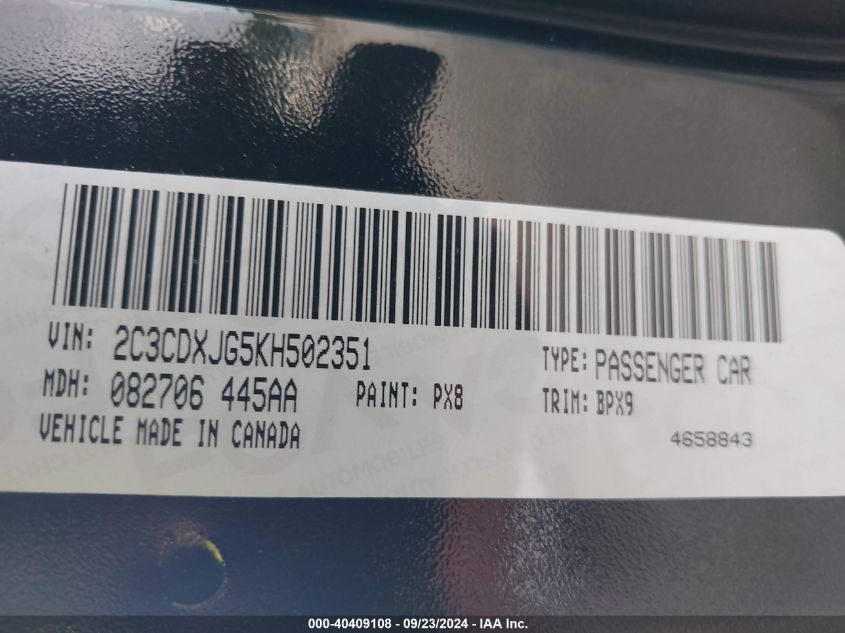 VIN: 2C3CDXJG5KH502351
TYPE: PASSENGER CAR
MDH: 082706 445AA
PAINT: PX8
TRIM: BPX9
VEHICLE MADE IN CANADA
4658843
000-40409108 - 09/23/2024 - IAA Inc.